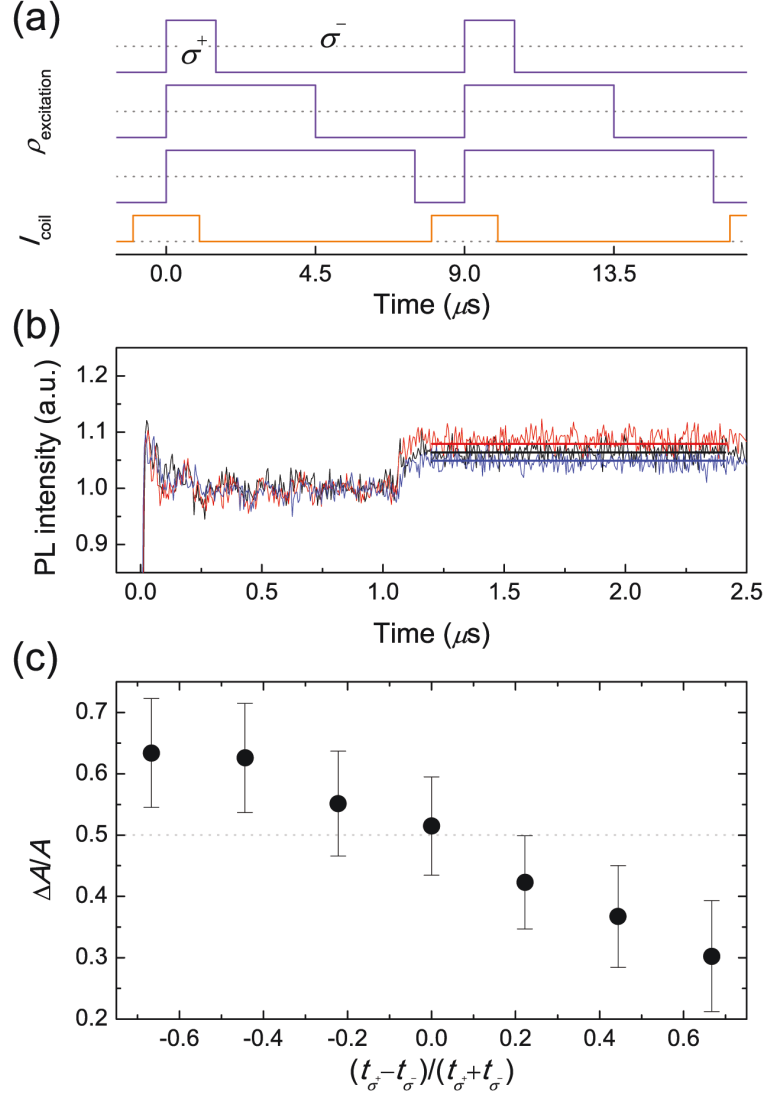 (a)
σ⁺ σ⁻
ρexcitation
Icoil
0.0 4.5 9.0 13.5
Time (μs)
(b)
1.2
1.1
1.0
0.9
PL intensity (a.u.)
0.0 0.5 1.0 1.5 2.0 2.5
Time (μs)
(c)
0.7
0.6
0.5
0.4
0.3
0.2
ΔA/A
-0.6 -0.4 -0.2 0.0 0.2 0.4 0.6
(tσ⁺−tσ⁻)/(tσ⁺+tσ⁻)